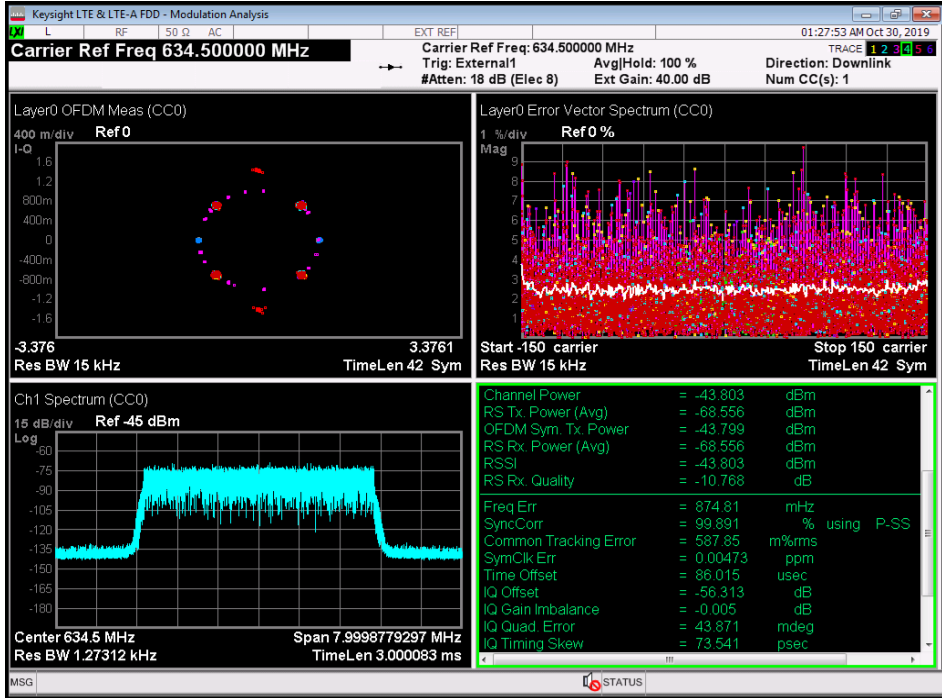 Keysight LTE & LTE-A FDD - Modulation Analysis
LXI L RF 50 Ω AC EXT REF 01:27:53 AM Oct 30, 2019
Carrier Ref Freq 634.500000 MHz
Carrier Ref Freq: 634.500000 MHz
TRACE 1 2 3 4 5 6
Trig: External1 Avg|Hold: 100 % Direction: Downlink
#Atten: 18 dB (Elec 8) Ext Gain: 40.00 dB Num CC(s): 1
Layer0 OFDM Meas (CC0)
400 m/div Ref 0
I-Q
1.6
1.2
800m
400m
0
-400m
-800m
-1.2
-1.6
-3.376 3.3761
Res BW 15 kHz TimeLen 42 Sym
Layer0 Error Vector Spectrum (CC0)
1 %/div Ref 0 %
Mag
9
8
7
6
5
4
3
2
1
Start -150 carrier Stop 150 carrier
Res BW 15 kHz TimeLen 42 Sym
Ch1 Spectrum (CC0)
15 dB/div Ref -45 dBm
Log
-60
-75
-90
-105
-120
-135
-150
-165
-180
Center 634.5 MHz Span 7.9998779297 MHz
Res BW 1.27312 kHz TimeLen 3.000083 ms
Channel Power = -43.803 dBm
RS Tx. Power (Avg) = -68.556 dBm
OFDM Sym. Tx. Power = -43.799 dBm
RS Rx. Power (Avg) = -68.556 dBm
RSSI = -43.803 dBm
RS Rx. Quality = -10.768 dB
Freq Err = 874.81 mHz
SyncCorr = 99.891 % using P-SS
Common Tracking Error = 587.85 m%rms
SymClk Err = 0.00473 ppm
Time Offset = 86.015 usec
IQ Offset = -56.313 dB
IQ Gain Imbalance = -0.005 dB
IQ Quad. Error = -43.871 mdeg
IQ Timing Skew = -73.541 psec
MSG STATUS